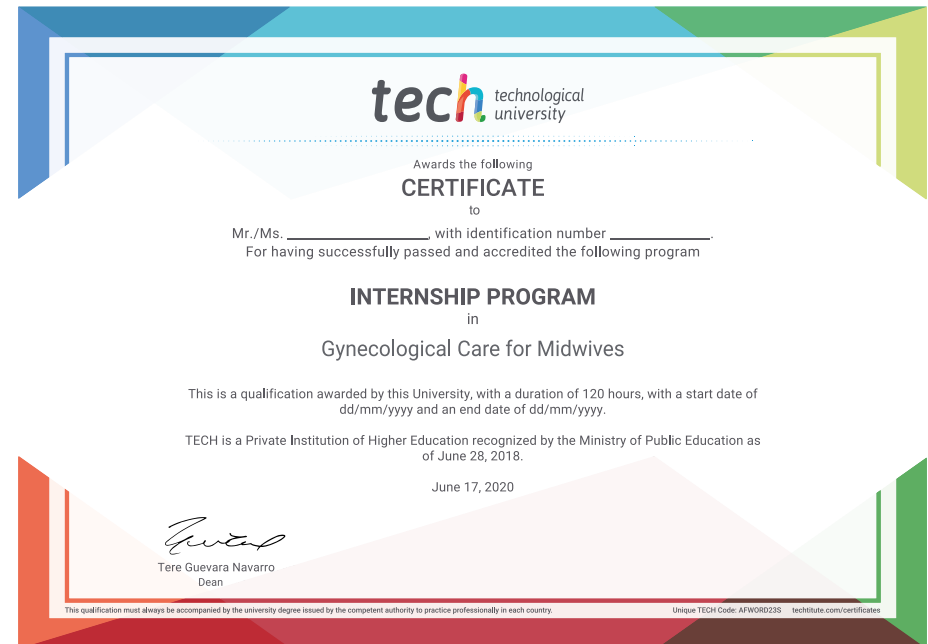 tech technological
university
Awards the following
CERTIFICATE
to
Mr./Ms. ____________________, with identification number ______________.
For having successfully passed and accredited the following program
INTERNSHIP PROGRAM
in
Gynecological Care for Midwives
This is a qualification awarded by this University, with a duration of 120 hours, with a start date of
dd/mm/yyyy and an end date of dd/mm/yyyy.
TECH is a Private Institution of Higher Education recognized by the Ministry of Public Education as
of June 28, 2018.
June 17, 2020
Tere Guevara Navarro
Dean
This qualification must always be accompanied by the university degree issued by the competent authority to practice professionally in each country.
Unique TECH Code: AFWORD23S techtitute.com/certificates